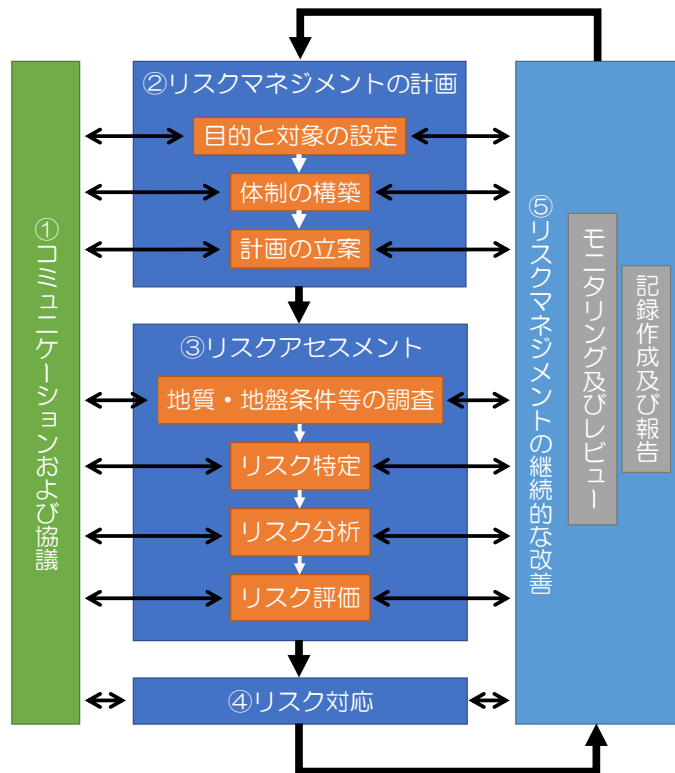 ①コミュニケーションおよび協議
②リスクマネジメントの計画
目的と対象の設定
体制の構築
計画の立案
③リスクアセスメント
地質・地盤条件等の調査
リスク特定
リスク分析
リスク評価
④リスク対応
⑤リスクマネジメントの継続的な改善
モニタリング及びレビュー
記録作成及び報告